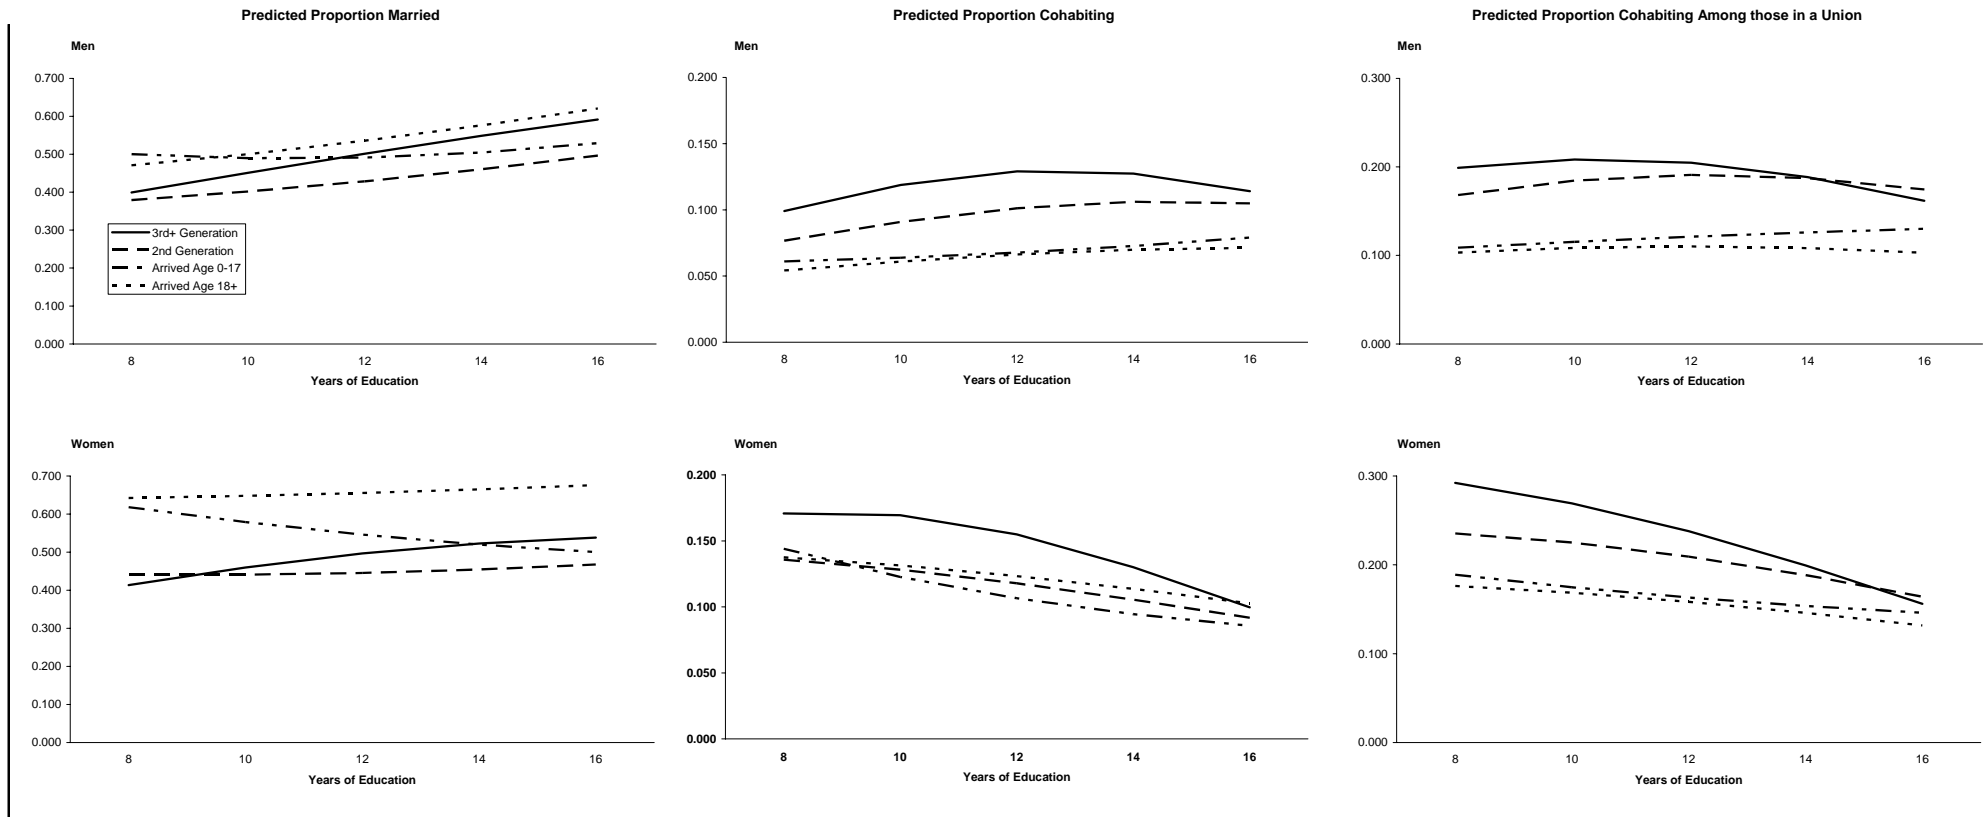 Predicted Proportion Married
Men
0.700
0.600
0.500
0.400
0.300
0.200
0.100
0.000
3rd+ Generation
2nd Generation
Arrived Age 0-17
Arrived Age 18+
8 10 12 14 16
Years of Education
Predicted Proportion Cohabiting
Men
0.200
0.150
0.100
0.050
0.000
8 10 12 14 16
Years of Education
Predicted Proportion Cohabiting Among those in a Union
Men
0.300
0.200
0.100
0.000
8 10 12 14 16
Years of Education
Women
0.700
0.600
0.500
0.400
0.300
0.200
0.100
0.000
8 10 12 14 16
Years of Education
Women
0.200
0.150
0.100
0.050
0.000
8 10 12 14 16
Years of Education
Women
0.300
0.200
0.100
0.000
8 10 12 14 16
Years of Education